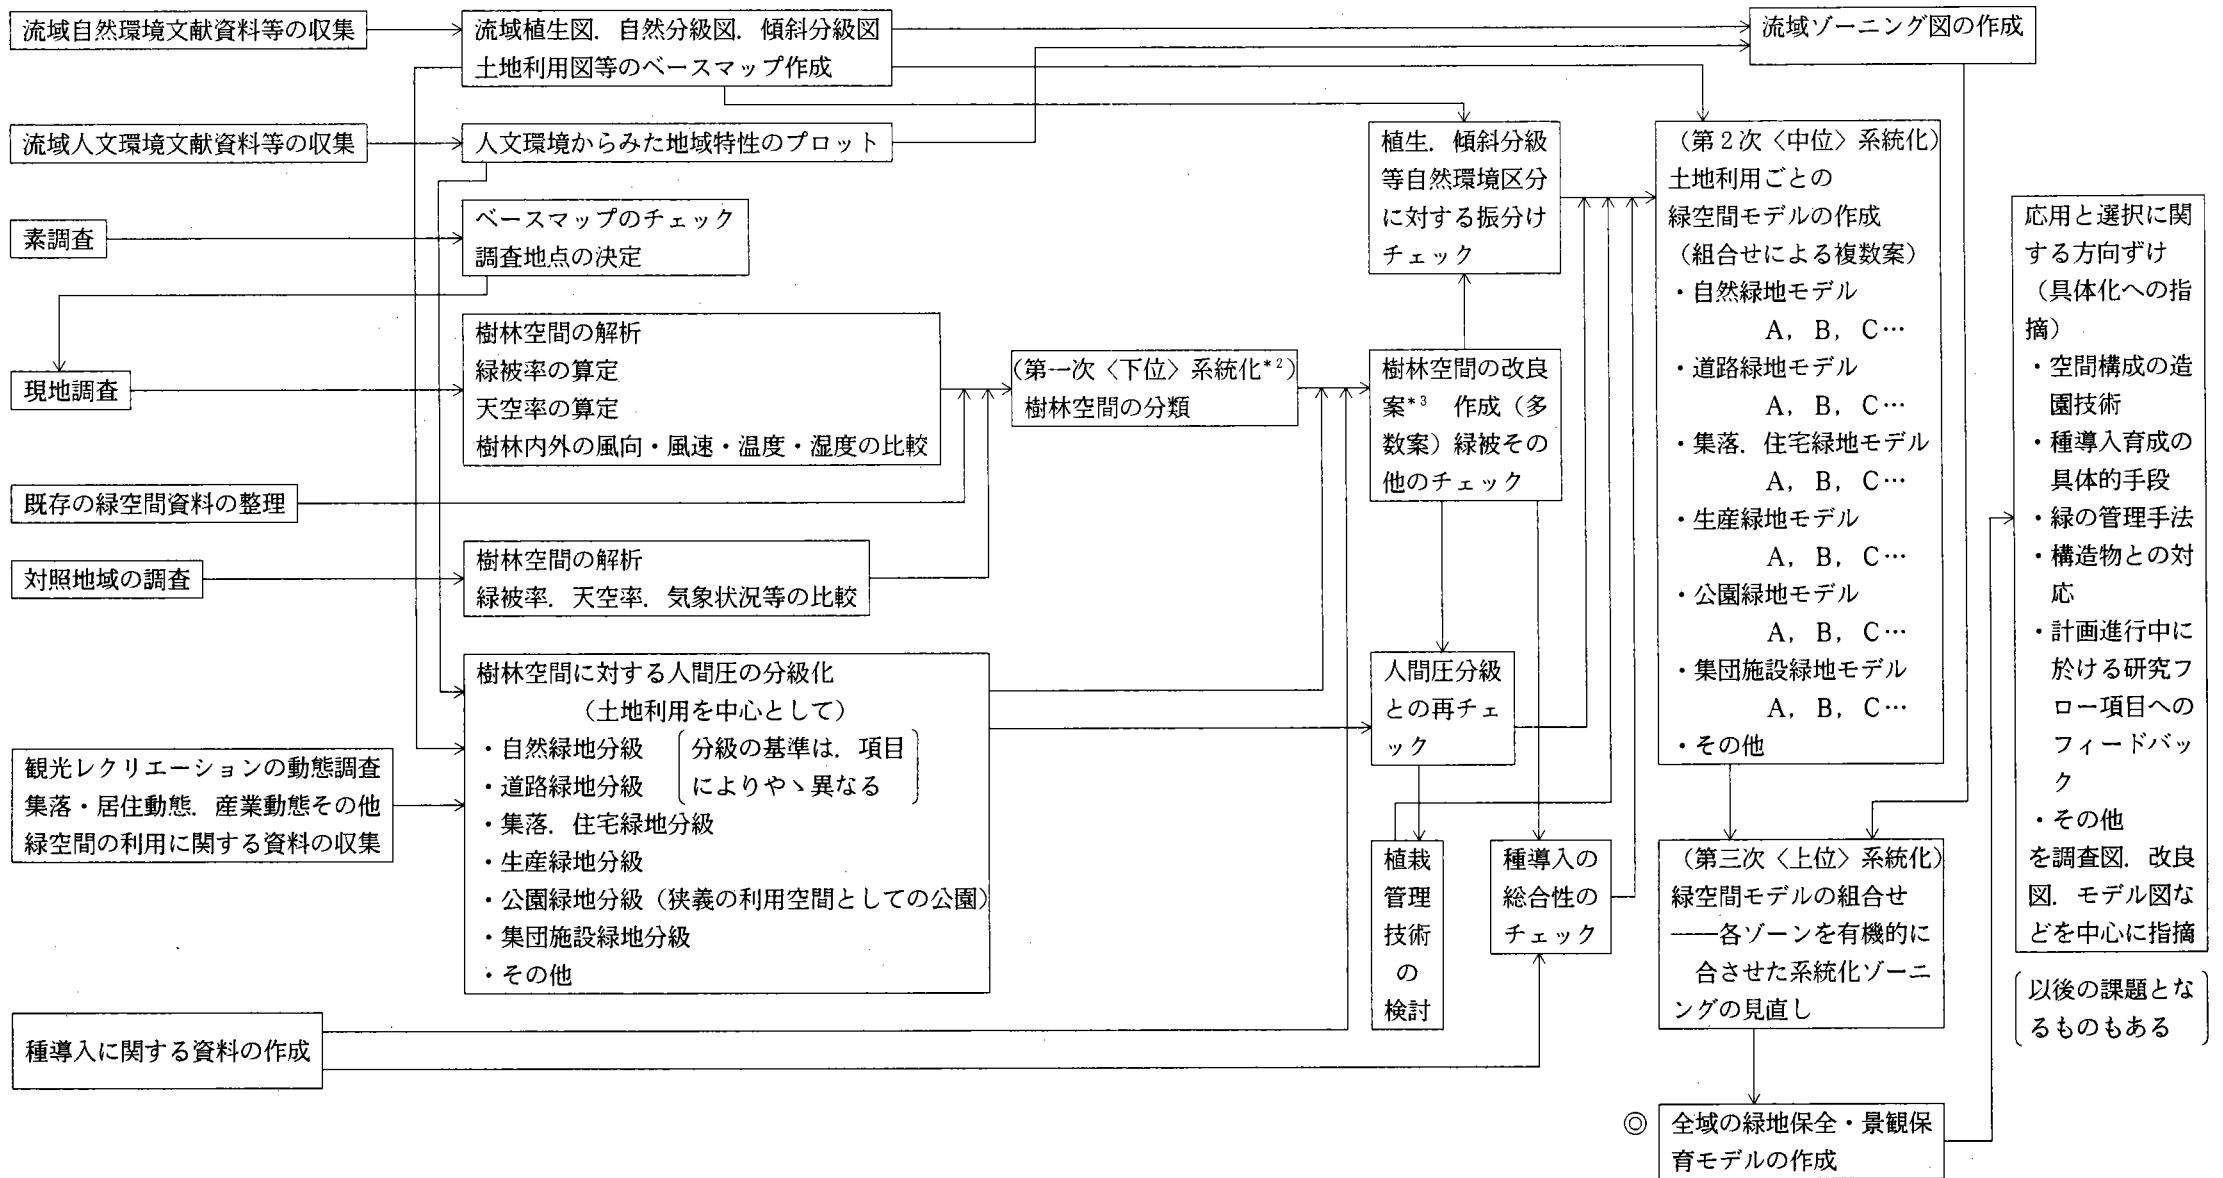 流域自然環境文献資料等の収集
流域植生図．自然分級図．傾斜分級図
土地利用図等のベースマップ作成
流域ゾーニング図の作成
流域人文環境文献資料等の収集
人文環境からみた地域特性のプロット
素調査
ベースマップのチェック
調査地点の決定
現地調査
樹林空間の解析
緑被率の算定
天空率の算定
樹林内外の風向・風速・温度・湿度の比較
既存の緑空間資料の整理
対照地域の調査
樹林空間の解析
緑被率．天空率．気象状況等の比較
（第一次〈下位〉系統化*2）
樹林空間の分類
観光レクリエーションの動態調査
集落・居住動態．産業動態その他
緑空間の利用に関する資料の収集
樹林空間に対する人間圧の分級化
（土地利用を中心として）
・自然緑地分級
・道路緑地分級
（分級の基準は．項目
によりやゝ異なる）
・集落．住宅緑地分級
・生産緑地分級
・公園緑地分級（狭義の利用空間としての公園）
・集団施設緑地分級
・その他
種導入に関する資料の作成
植生．傾斜分級
等自然環境区分
に対する振分け
チェック
樹林空間の改良
案*3　作成（多
数案）緑被その
他のチェック
人間圧分級
との再チェ
ック
植栽
管理
技術
の
検討
種導入の
総合性の
チェック
（第２次〈中位〉系統化）
土地利用ごとの
緑空間モデルの作成
（組合せによる複数案）
・自然緑地モデル
A，B，C…
・道路緑地モデル
A，B，C…
・集落．住宅緑地モデル
A，B，C…
・生産緑地モデル
A，B，C…
・公園緑地モデル
A，B，C…
・集団施設緑地モデル
A，B，C…
・その他
（第三次〈上位〉系統化）
緑空間モデルの組合せ
――各ゾーンを有機的に
合させた系統化ゾーニ
ングの見直し
◎
全域の緑地保全・景観保
育モデルの作成
応用と選択に関
する方向ずけ
（具体化への指
摘）
・空間構成の造
園技術
・種導入育成の
具体的手段
・緑の管理手法
・構造物との対
応
・計画進行中に
於ける研究フ
ロー項目への
フィードバッ
ク
・その他
を調査図．改良
図．モデル図な
どを中心に指摘
（以後の課題とな
るものもある）